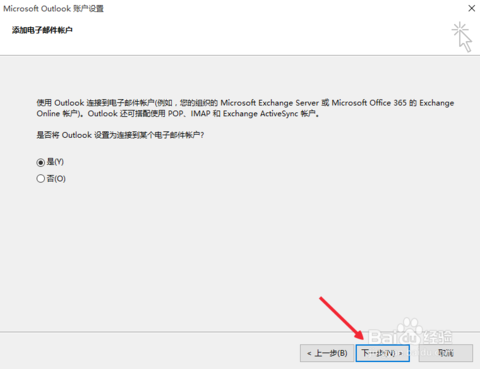 Microsoft Outlook 账户设置
添加电子邮件帐户
使用 Outlook 连接到电子邮件帐户(例如，您的组织的 Microsoft Exchange Server 或 Microsoft Office 365 的 Exchange
Online 帐户)。Outlook 还可搭配使用 POP、IMAP 和 Exchange ActiveSync 帐户。
是否将 Outlook 设置为连接到某个电子邮件帐户?
是(Y)
否(O)
Baidu 经验
< 上一步(B) 下一步(N) > 取消